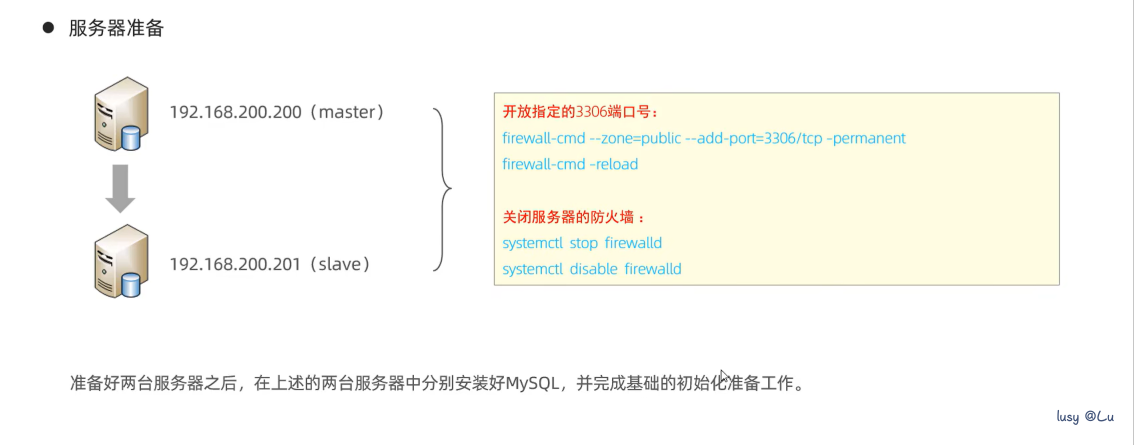 ● 服务器准备
192.168.200.200（master）
开放指定的3306端口号：
firewall-cmd --zone=public --add-port=3306/tcp -permanent
firewall-cmd -reload
关闭服务器的防火墙：
systemctl stop firewalld
systemctl disable firewalld
192.168.200.201（slave）
准备好两台服务器之后，在上述的两台服务器中分别安装好MySQL，并完成基础的初始化准备工作。
lusy @Lu